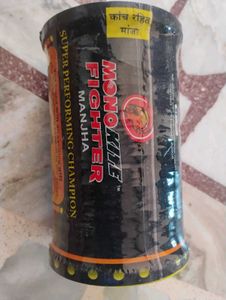 कांच रहित
मांजा
MONOKITE
FIGHTER
MANJHA
SUPER PERFORMING CHAMPION